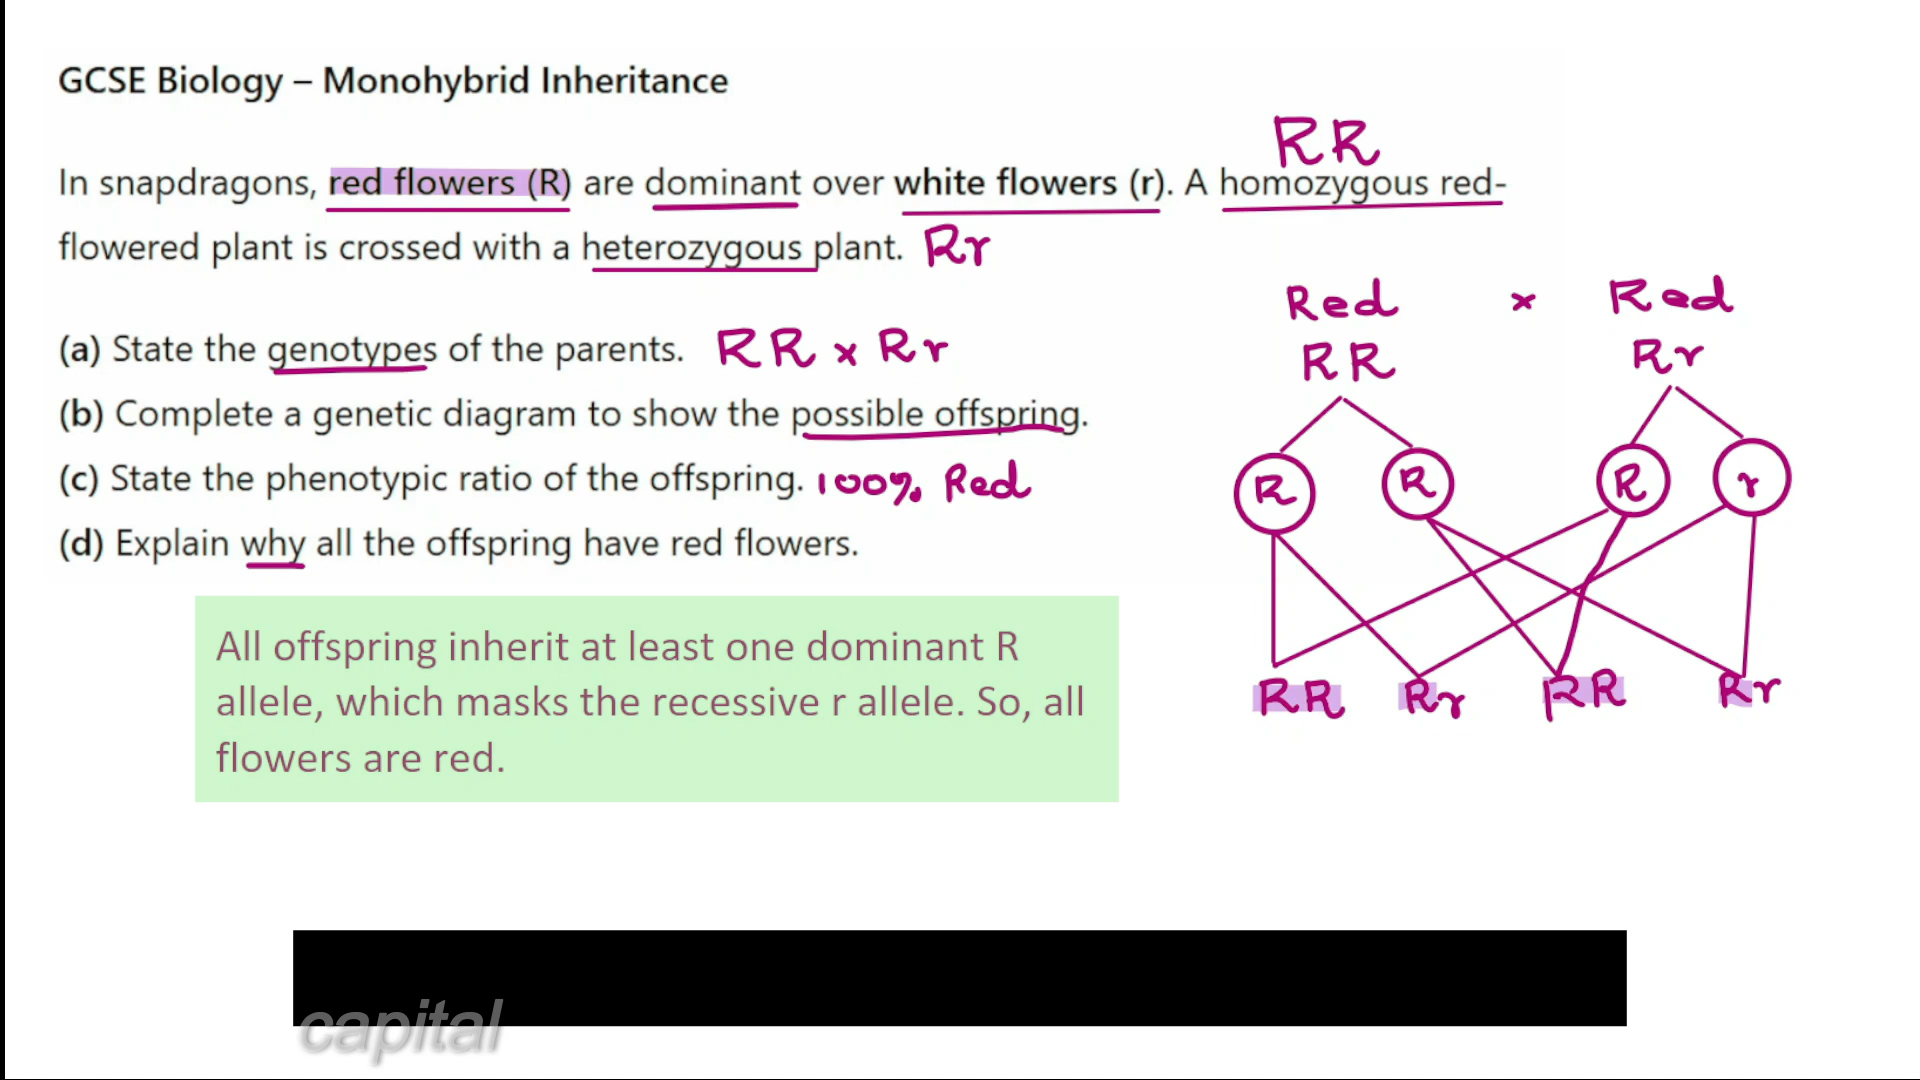 GCSE Biology – Monohybrid Inheritance
RR
In snapdragons, red flowers (R) are dominant over white flowers (r). A homozygous red-
flowered plant is crossed with a heterozygous plant. Rr
Red × Red
(a) State the genotypes of the parents. RR × Rr
RR Rr
(b) Complete a genetic diagram to show the possible offspring.
(c) State the phenotypic ratio of the offspring. 100% Red
R R R r
(d) Explain why all the offspring have red flowers.
All offspring inherit at least one dominant R
allele, which masks the recessive r allele. So, all
flowers are red.
RR Rr RR Rr
capital